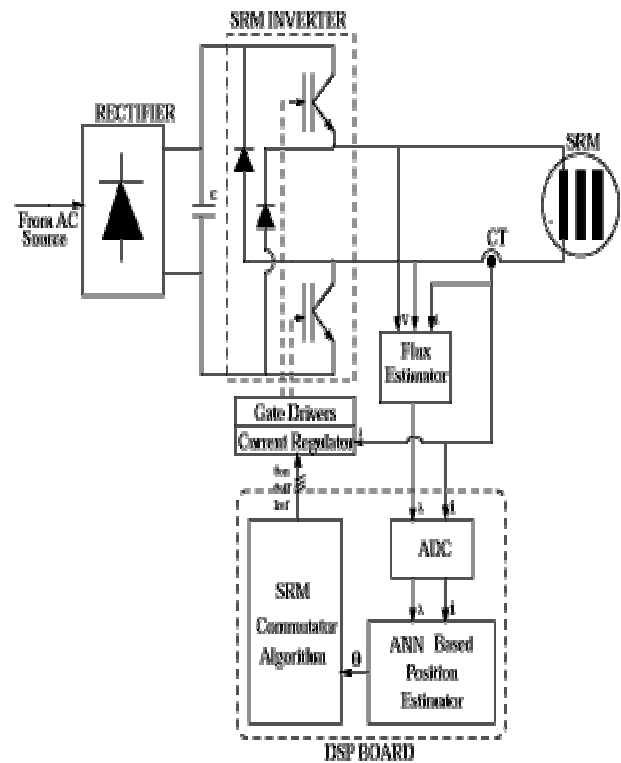 SRM INVERTER
RECTIFIER
From AC
Source
c
SRM
CT
V
i
Flux
Estimator
Gate Drivers
Current Regulator
i
Iref
λ i
ADC
λ i
SRM
Commutator
Algorithm
θ
ANN Based
Position
Estimator
DSP BOARD